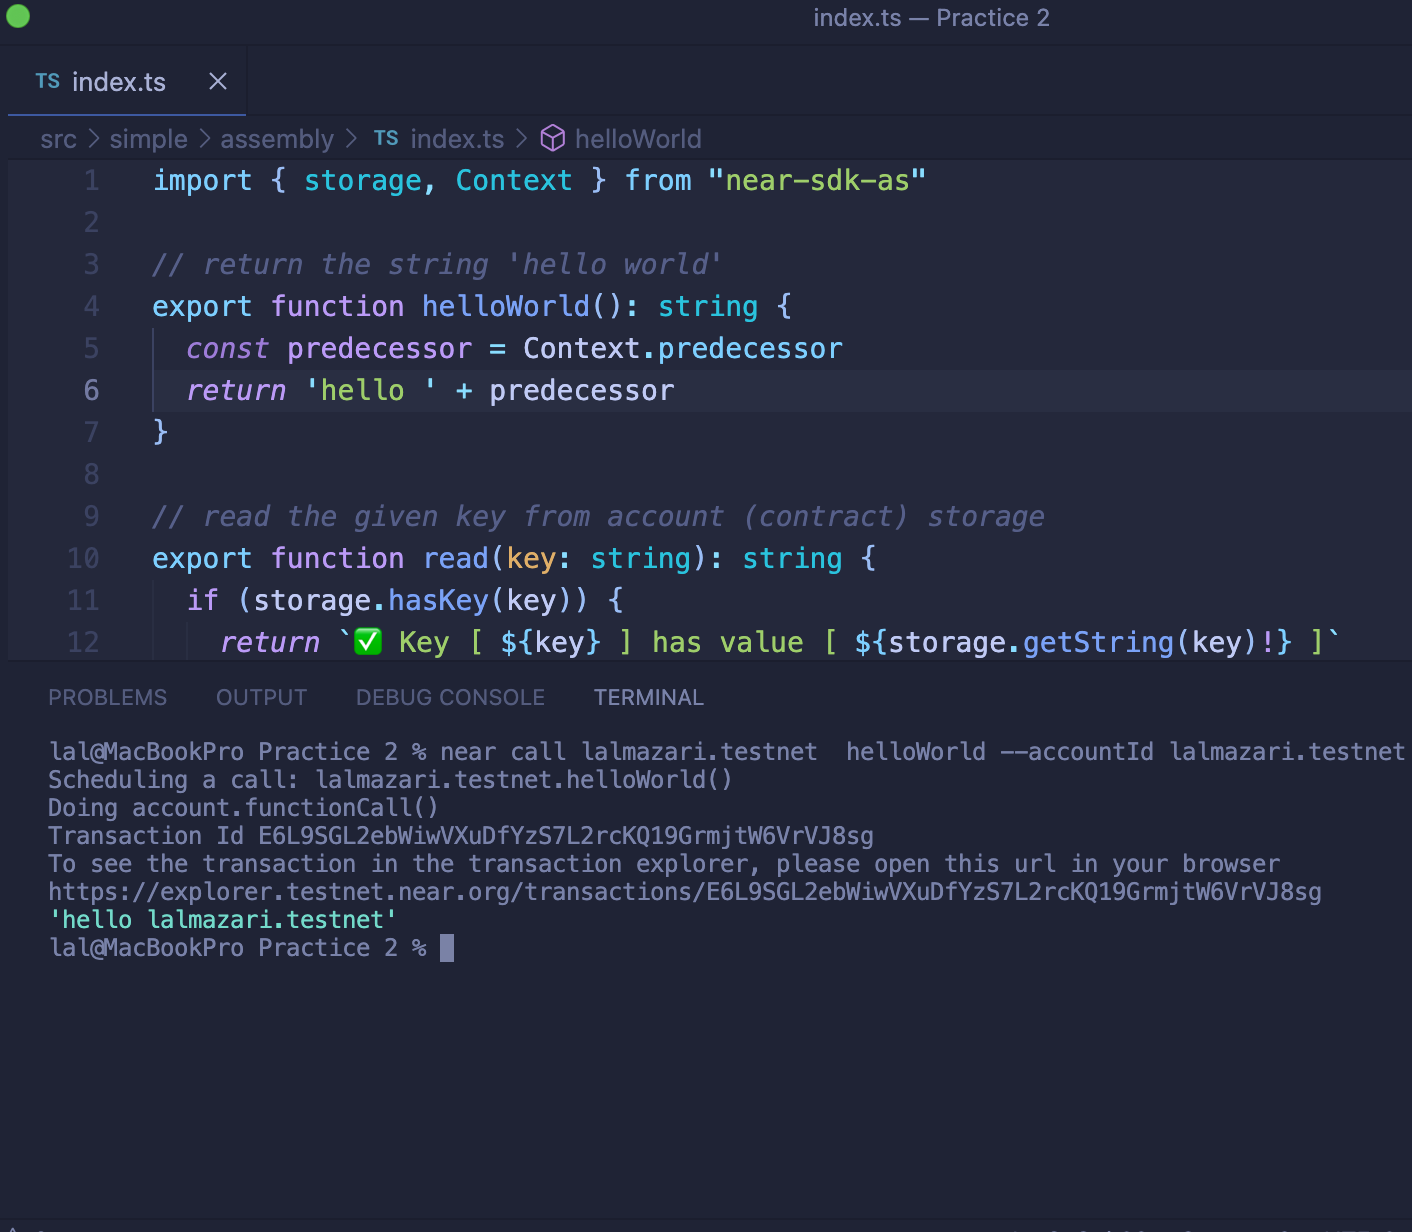 index.ts — Practice 2
TS index.ts ×
src > simple > assembly > TS index.ts > helloWorld
1 import { storage, Context } from "near-sdk-as"
2
3 // return the string 'hello world'
4 export function helloWorld(): string {
5 const predecessor = Context.predecessor
6 return 'hello ' + predecessor
7 }
8
9 // read the given key from account (contract) storage
10 export function read(key: string): string {
11 if (storage.hasKey(key)) {
12 return `✅ Key [ ${key} ] has value [ ${storage.getString(key)!} ]`
PROBLEMS OUTPUT DEBUG CONSOLE TERMINAL
lal@MacBookPro Practice 2 % near call lalmazari.testnet  helloWorld --accountId lalmazari.testnet
Scheduling a call: lalmazari.testnet.helloWorld()
Doing account.functionCall()
Transaction Id E6L9SGL2ebWiwVXuDfYzS7L2rcKQ19GrmjtW6VrVJ8sg
To see the transaction in the transaction explorer, please open this url in your browser
https://explorer.testnet.near.org/transactions/E6L9SGL2ebWiwVXuDfYzS7L2rcKQ19GrmjtW6VrVJ8sg
'hello lalmazari.testnet'
lal@MacBookPro Practice 2 %